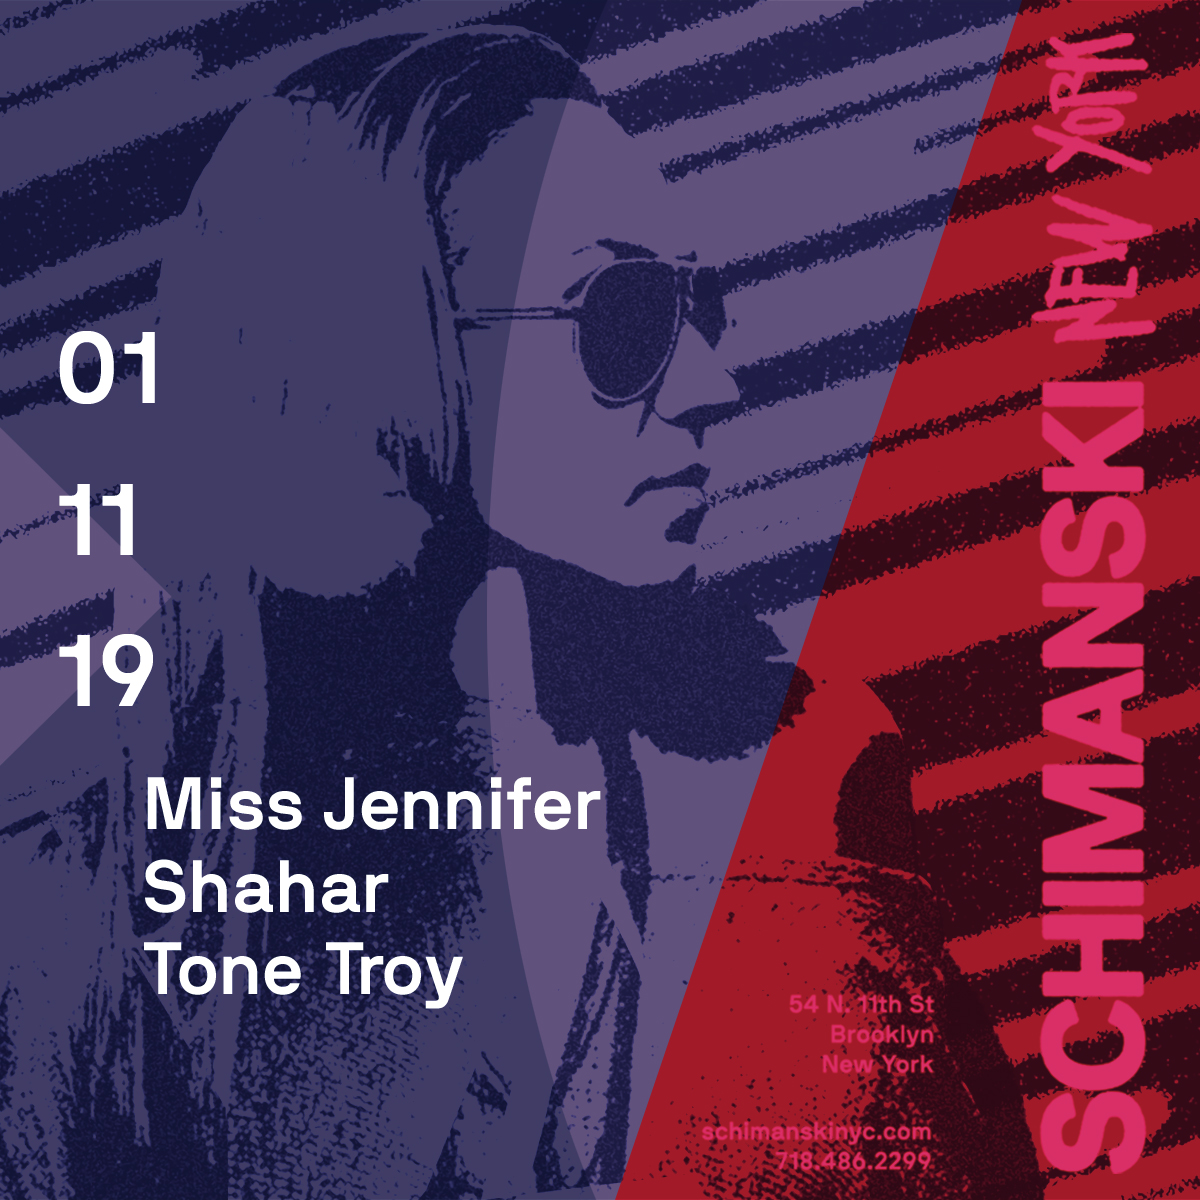 01
11
19
Miss Jennifer
Shahar
Tone Troy
54 N. 11th St
Brooklyn
New York
schimanskinyc.com
718.486.2299
SCHIMANSKI NEW YORK